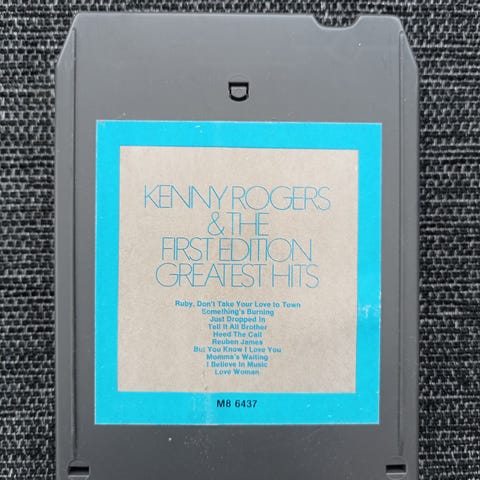 KENNY ROGERS
& THE
FIRST EDITION
GREATEST HITS
Ruby, Don't Take Your Love to Town
Something's Burning
Just Dropped In
Tell It All Brother
Heed The Call
Reuben James
But You Know I Love You
Momma's Waiting
I Believe In Music
Love Woman
M8 6437